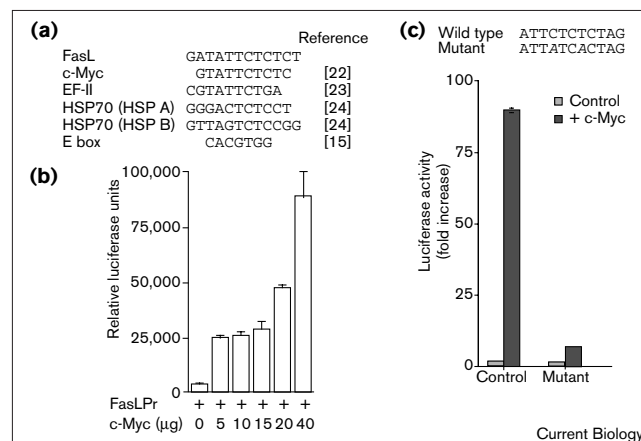 (a)
Reference
FasL GATATTCTCTCT
c-Myc GTATTCTCTC [22]
EF-II CGTATTCTGA [23]
HSP70 (HSP A) GGGACTCTCCT [24]
HSP70 (HSP B) GTTAGTCTCCGG [24]
E box CACGTGG [15]
(b)
Relative luciferase units
100,000
75,000
50,000
25,000
0
FasLPr + + + + + +
c-Myc (μg) 0 5 10 15 20 40
(c)
Wild type ATTCTCTCTAG
Mutant ATTATCACTAG
Luciferase activity
(fold increase)
100
75
50
25
0
Control
+ c-Myc
Control Mutant
Current Biology